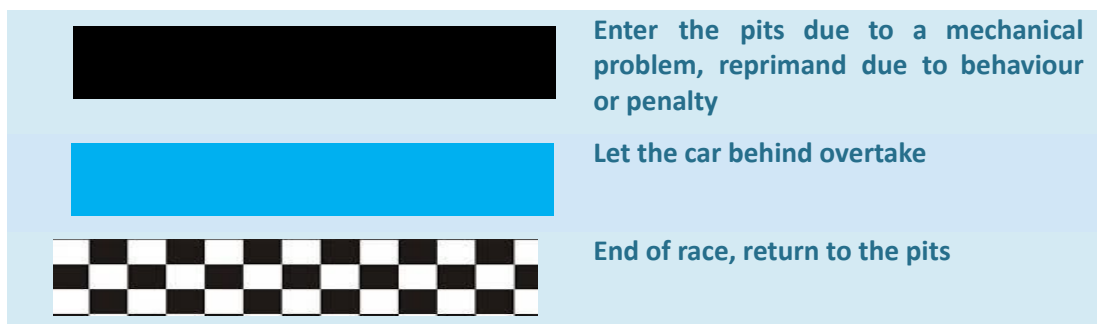 Enter the pits due to a mechanical
problem, reprimand due to behaviour
or penalty
Let the car behind overtake
End of race, return to the pits